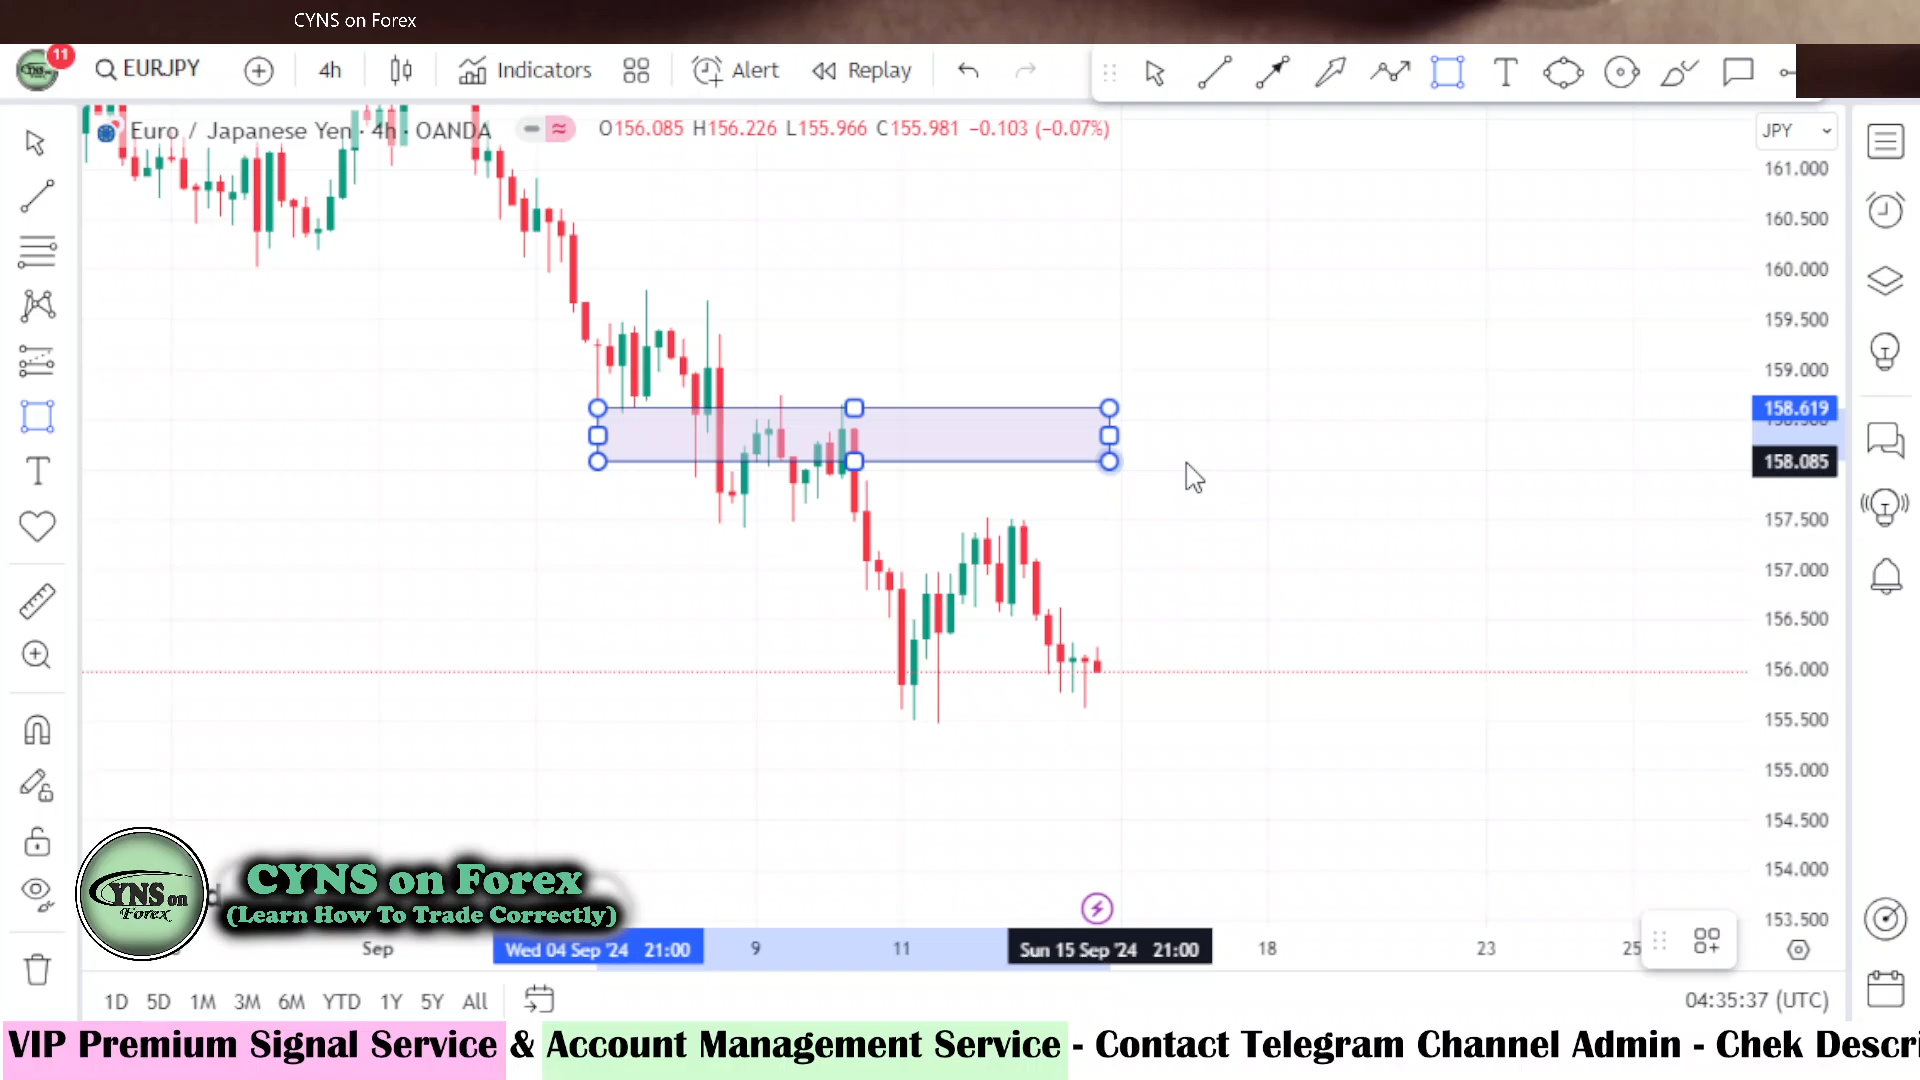 CYNS on Forex
11
EURJPY
4h
Indicators
Alert
Replay
Euro / Japanese Yen · 4h · OANDA
O156.085 H156.226 L155.966 C155.981 −0.103 (−0.07%)
JPY
161.000
160.500
160.000
159.500
159.000
158.619
158.085
157.500
157.000
156.500
156.000
155.500
155.000
154.500
154.000
153.500
CYNS on Forex
(Learn How To Trade Correctly)
YNS on
Forex
Sep
Wed 04 Sep '24 21:00
9
11
Sun 15 Sep '24 21:00
18
23
25
1D 5D 1M 3M 6M YTD 1Y 5Y All
04:35:37 (UTC)
VIP Premium Signal Service & Account Management Service - Contact Telegram Channel Admin - Chek Descri